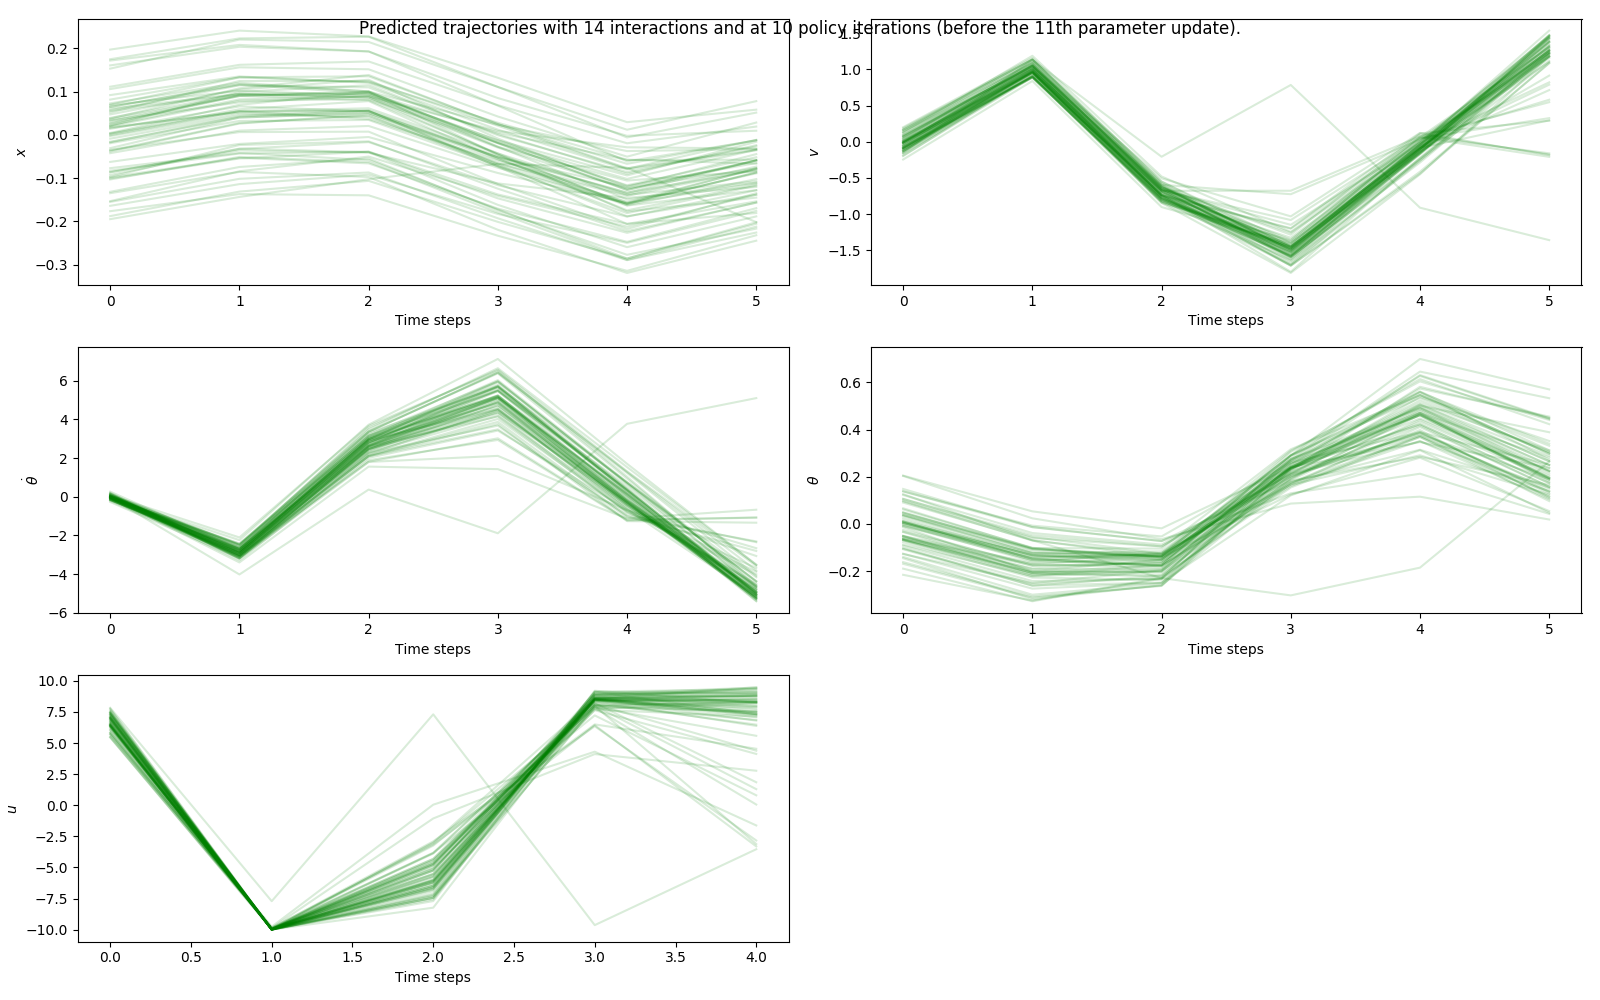 Predicted trajectories with 14 interactions and at 10 policy iterations (before the 11th parameter update).
0.2
0.1
0.0
−0.1
−0.2
−0.3
x
0 1 2 3 4 5
Time steps
1.5
1.0
0.5
0.0
−0.5
−1.0
−1.5
v
0 1 2 3 4 5
Time steps
6
4
2
0
−2
−4
−6
θ̇
0 1 2 3 4 5
Time steps
0.6
0.4
0.2
0.0
−0.2
θ
0 1 2 3 4 5
Time steps
10.0
7.5
5.0
2.5
0.0
−2.5
−5.0
−7.5
−10.0
u
0.0 0.5 1.0 1.5 2.0 2.5 3.0 3.5 4.0
Time steps